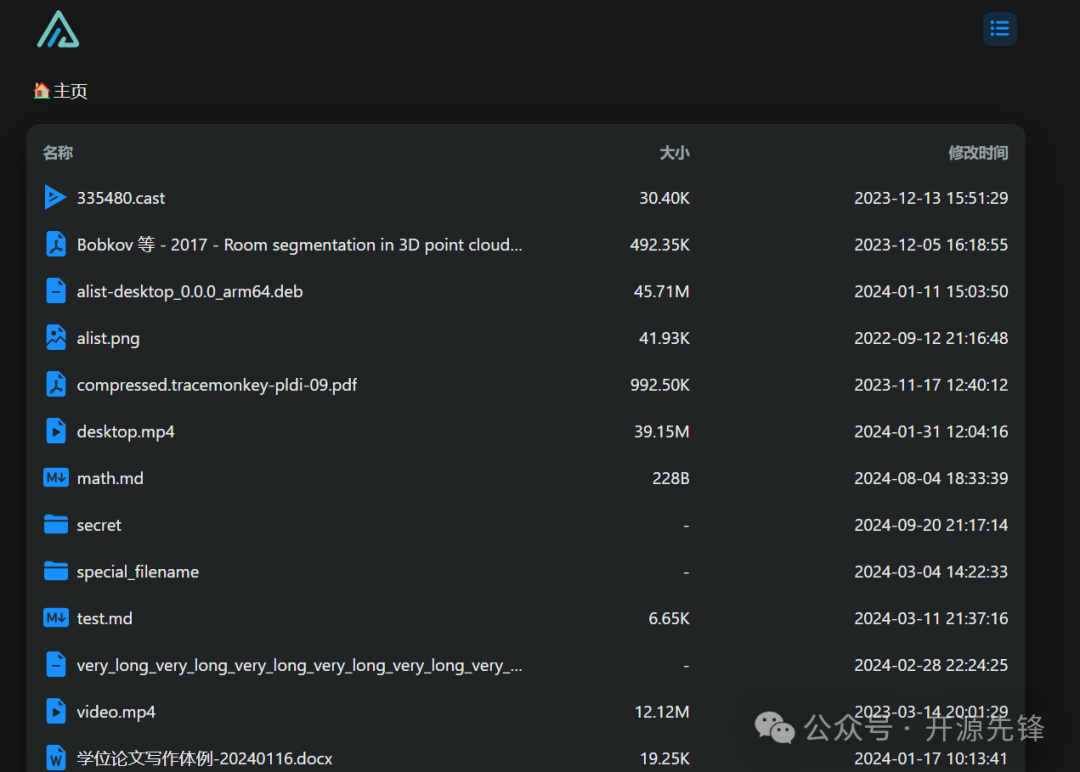 主页
名称 大小 修改时间
335480.cast 30.40K 2023-12-13 15:51:29
Bobkov 等 - 2017 - Room segmentation in 3D point cloud... 492.35K 2023-12-05 16:18:55
alist-desktop_0.0.0_arm64.deb 45.71M 2024-01-11 15:03:50
alist.png 41.93K 2022-09-12 21:16:48
compressed.tracemonkey-pldi-09.pdf 992.50K 2023-11-17 12:40:12
desktop.mp4 39.15M 2024-01-31 12:04:16
M↓ math.md 228B 2024-08-04 18:33:39
secret - 2024-09-20 21:17:14
special_filename - 2024-03-04 14:22:33
M↓ test.md 6.65K 2024-03-11 21:37:16
very_long_very_long_very_long_very_long_very_long_very_... - 2024-02-28 22:24:25
video.mp4 12.12M 2023-03-14 20:01:29
公众号 · 开源先锋
W 学位论文写作体例-20240116.docx 19.25K 2024-01-17 10:13:41